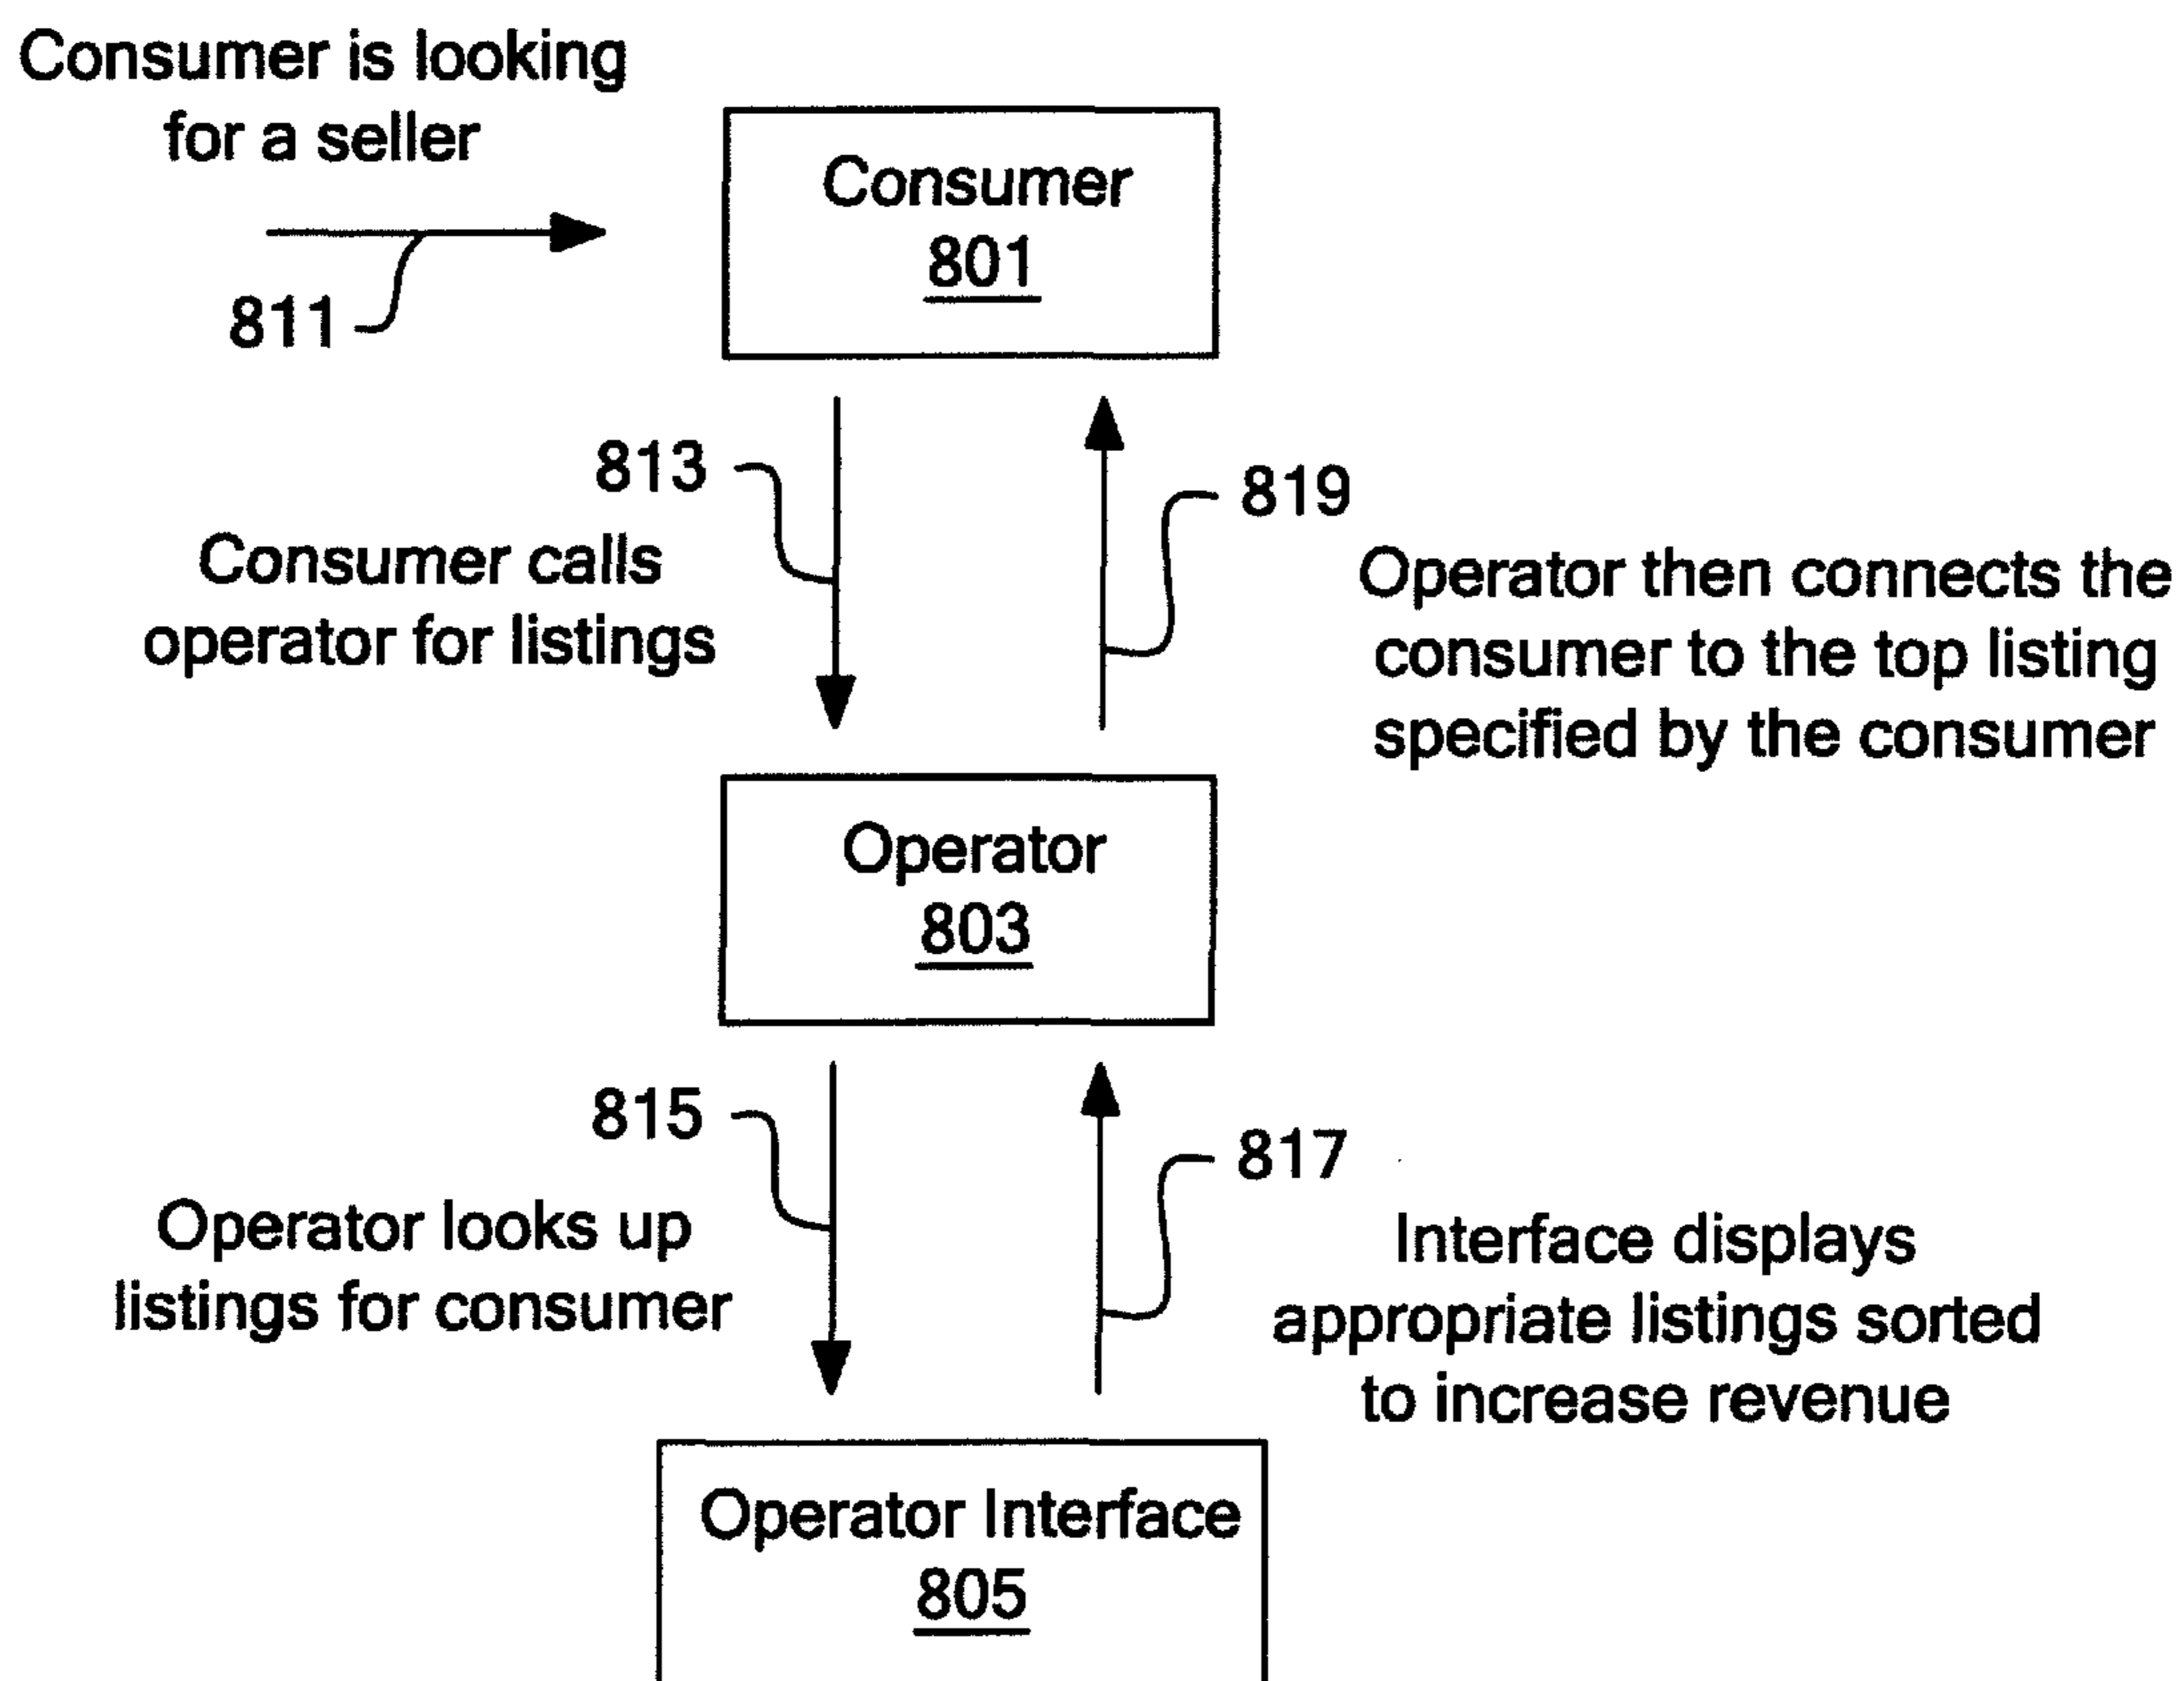 Consumer is looking
for a seller
811
Consumer
801
813
Consumer calls
operator for listings
819
Operator then connects the
consumer to the top listing
specified by the consumer
Operator
803
815
Operator looks up
listings for consumer
817
Interface displays
appropriate listings sorted
to increase revenue
Operator Interface
805